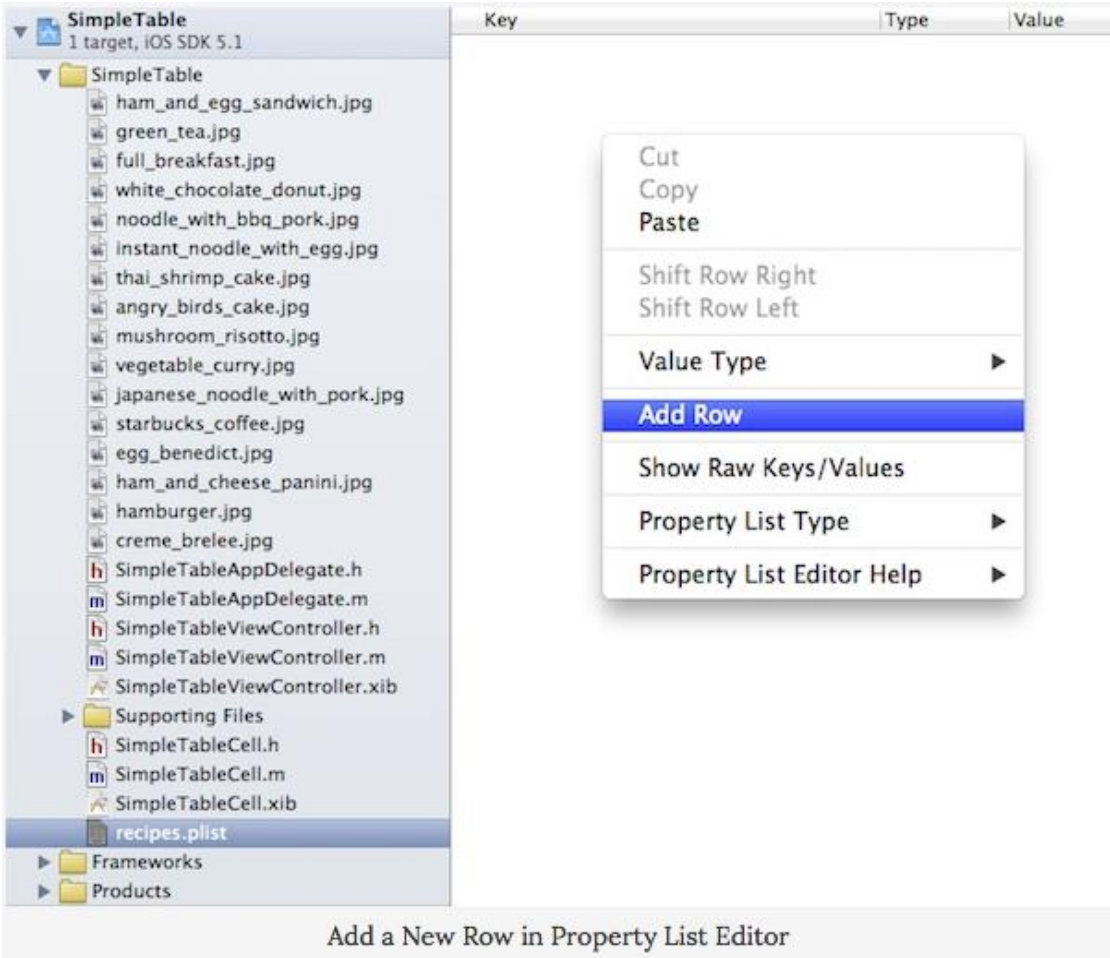 SimpleTable
1 target, iOS SDK 5.1
SimpleTable
ham_and_egg_sandwich.jpg
green_tea.jpg
full_breakfast.jpg
white_chocolate_donut.jpg
noodle_with_bbq_pork.jpg
instant_noodle_with_egg.jpg
thai_shrimp_cake.jpg
angry_birds_cake.jpg
mushroom_risotto.jpg
vegetable_curry.jpg
japanese_noodle_with_pork.jpg
starbucks_coffee.jpg
egg_benedict.jpg
ham_and_cheese_panini.jpg
hamburger.jpg
creme_brelee.jpg
h SimpleTableAppDelegate.h
m SimpleTableAppDelegate.m
h SimpleTableViewController.h
m SimpleTableViewController.m
SimpleTableViewController.xib
Supporting Files
h SimpleTableCell.h
m SimpleTableCell.m
SimpleTableCell.xib
recipes.plist
Frameworks
Products
Key Type Value
Cut
Copy
Paste
Shift Row Right
Shift Row Left
Value Type
Add Row
Show Raw Keys/Values
Property List Type
Property List Editor Help
Add a New Row in Property List Editor